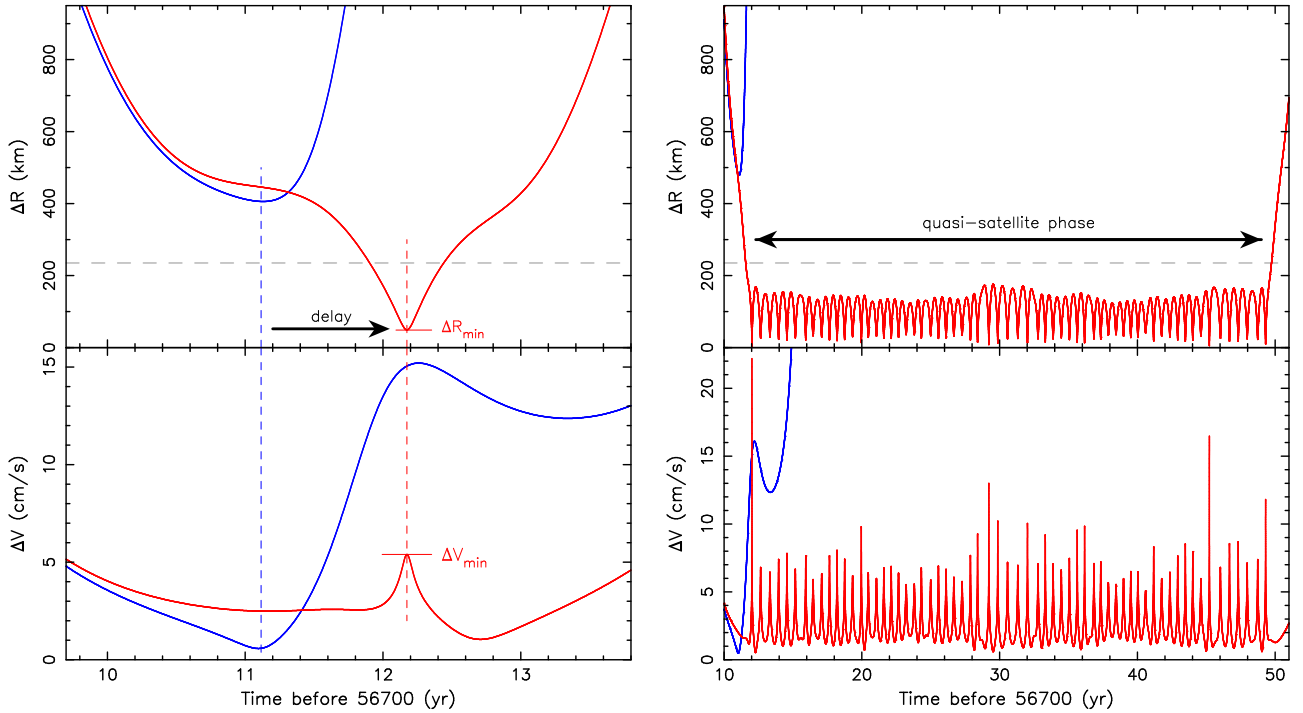 800
600
400
200
0
ΔR (km)
delay
ΔR_min
15
10
5
0
ΔV (cm/s)
ΔV_min
10
11
12
13
Time before 56700 (yr)
800
600
400
200
0
ΔR (km)
quasi-satellite phase
20
15
10
5
0
ΔV (cm/s)
10
20
30
40
50
Time before 56700 (yr)